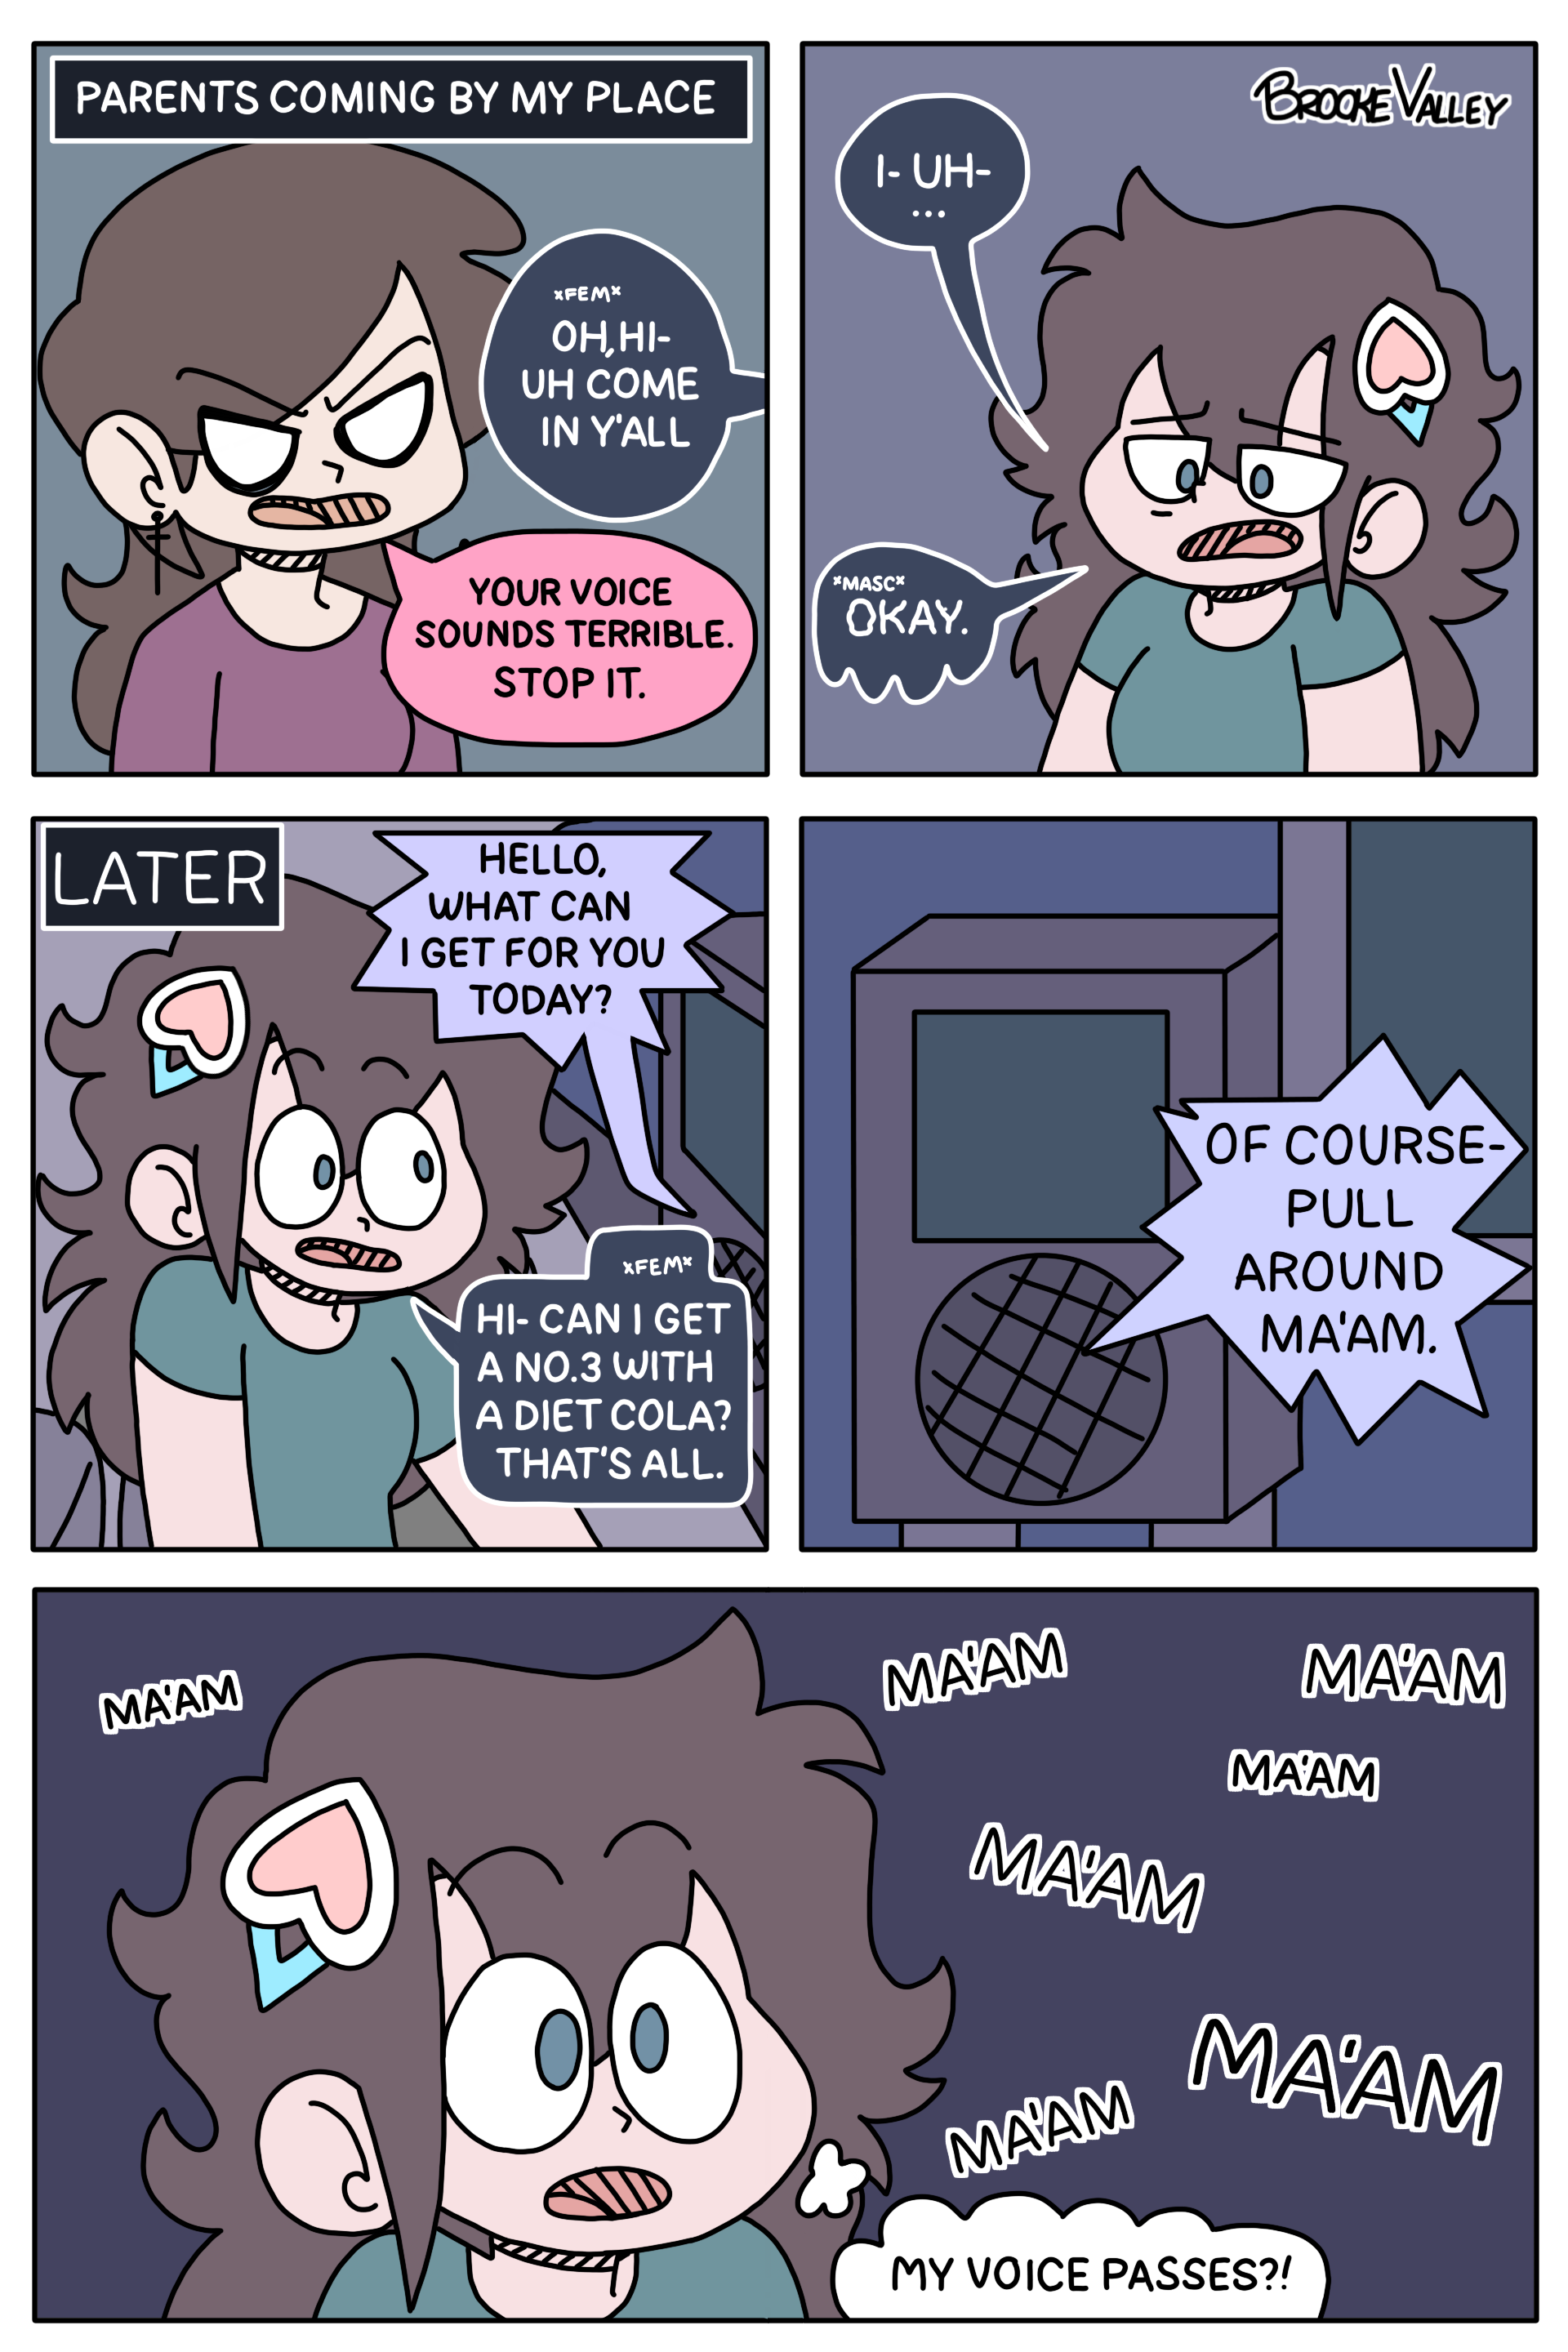 PARENTS COMING BY MY PLACE
*FEM*
OH, HI-
UH COME
IN Y'ALL
YOUR VOICE
SOUNDS TERRIBLE.
STOP IT.
BROOKE VALLEY
I- UH-
...
*MASC*
OKAY.
LATER
HELLO,
WHAT CAN
I GET FOR YOU
TODAY?
*FEM*
HI- CAN I GET
A NO.3 WITH
A DIET COLA?
THAT'S ALL.
OF COURSE-
PULL
AROUND
MA'AM.
MA'AM
MA'AM
MA'AM
MA'AM
MA'AM
MA'AM
MA'AM
MY VOICE PASSES?!